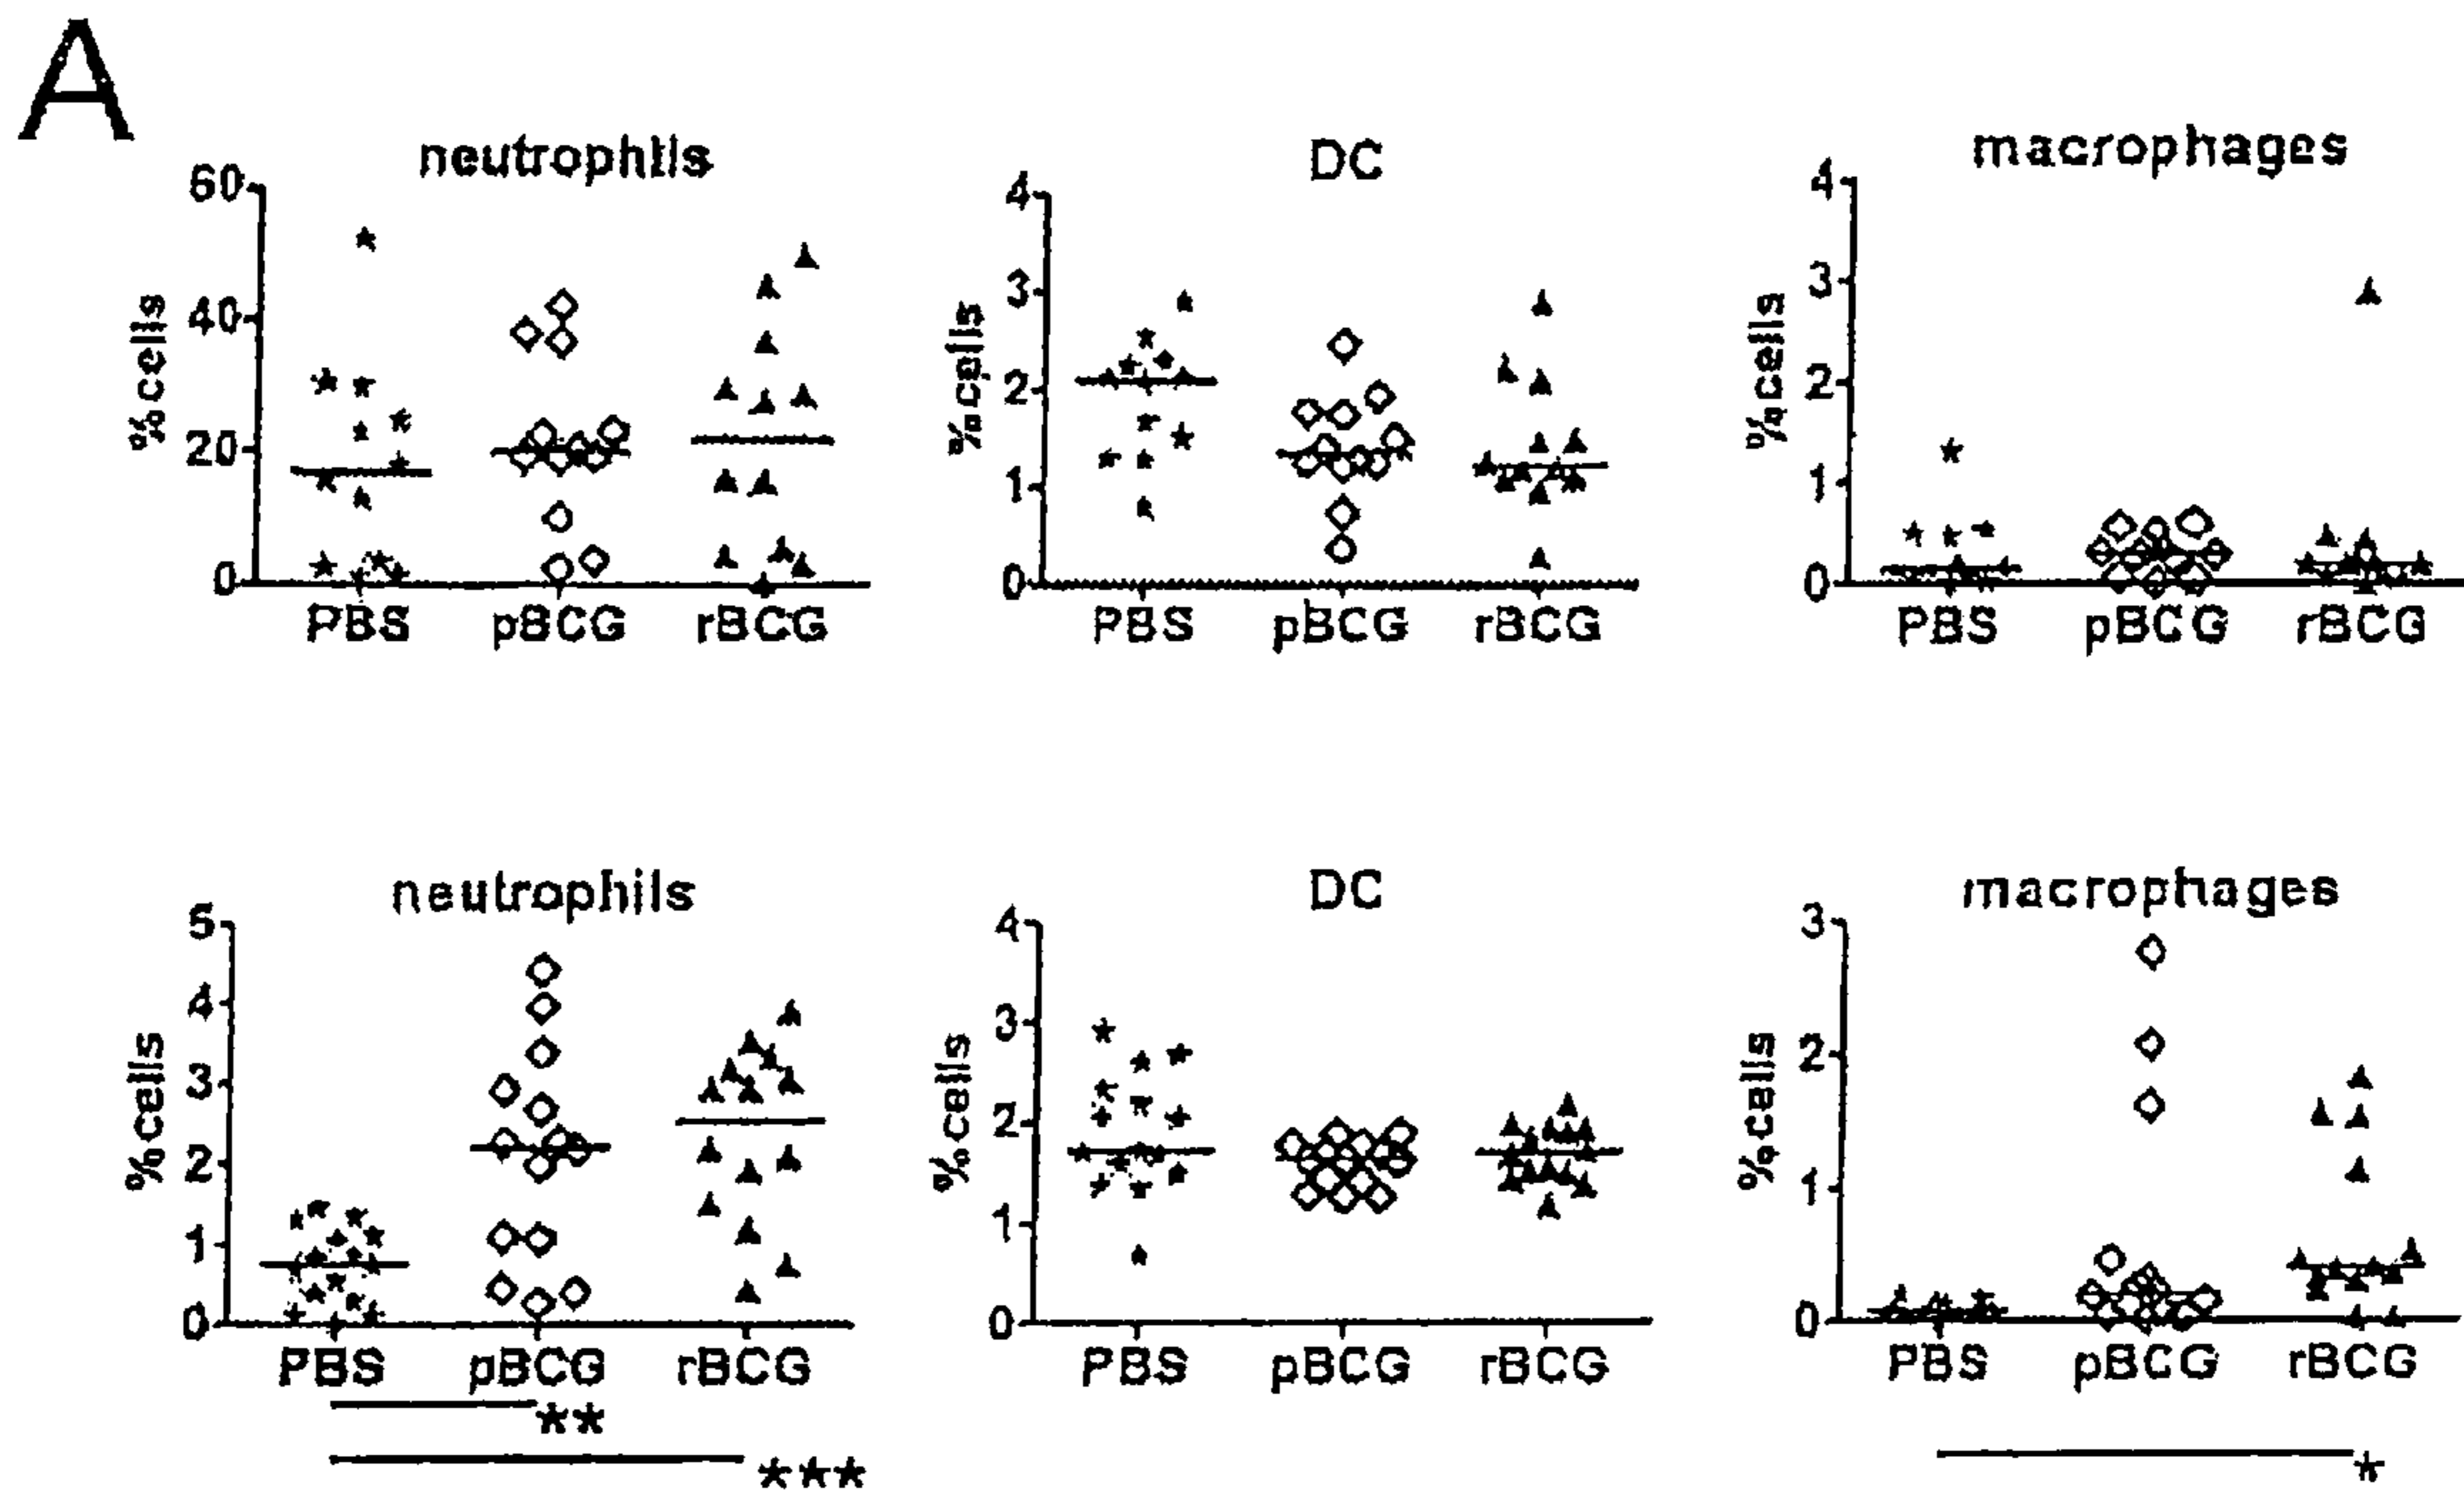 A
neutrophils DC macrophages
60 4 4
40 3 3
20 2 2
0 1 1
0 0
%cells %cells %cells
PBS pBCG rBCG PBS pBCG rBCG PBS pBCG rBCG
neutrophils DC macrophages
5 4 3
4 3 2
3 2 1
2 1 0
1 0
0
%cells %cells %cells
PBS pBCG rBCG PBS pBCG rBCG PBS pBCG rBCG
**
***
*